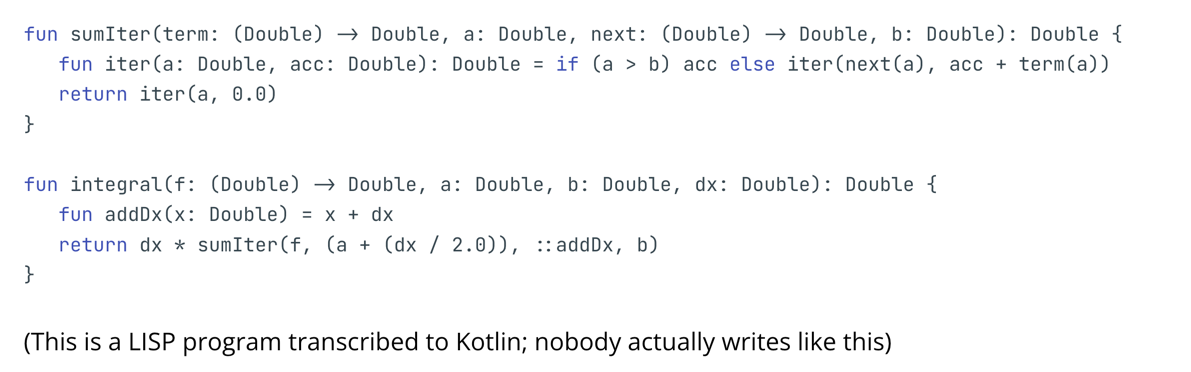 fun sumIter(term: (Double) → Double, a: Double, next: (Double) → Double, b: Double): Double {
   fun iter(a: Double, acc: Double): Double = if (a > b) acc else iter(next(a), acc + term(a))
   return iter(a, 0.0)
}

fun integral(f: (Double) → Double, a: Double, b: Double, dx: Double): Double {
   fun addDx(x: Double) = x + dx
   return dx * sumIter(f, (a + (dx / 2.0)), ::addDx, b)
}

(This is a LISP program transcribed to Kotlin; nobody actually writes like this)